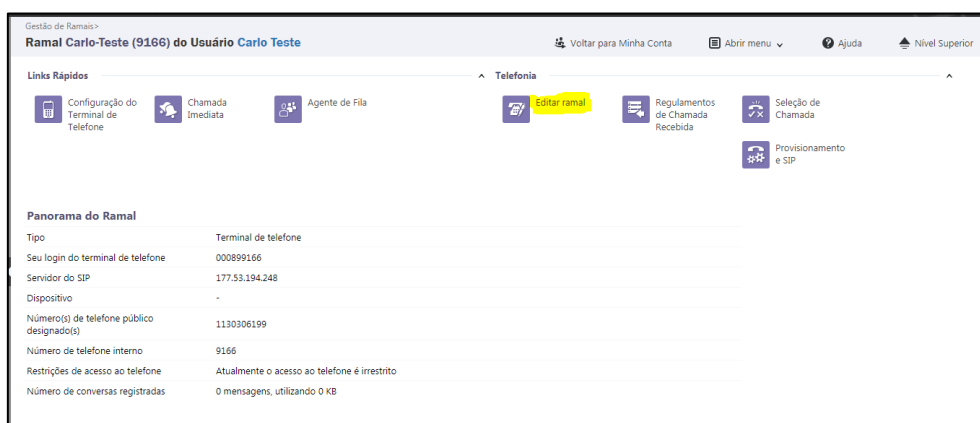 Gestão de Ramais>
Ramal Carlo-Teste (9166) do Usuário Carlo Teste
Voltar para Minha Conta
Abrir menu
Ajuda
Nível Superior
Links Rápidos
Telefonia
Configuração do
Terminal de
Telefone
Chamada
Imediata
Agente de Fila
Editar ramal
Regulamentos
de Chamada
Recebida
Seleção de
Chamada
Provisionamento
e SIP
Panorama do Ramal
Tipo Terminal de telefone
Seu login do terminal de telefone 000899166
Servidor do SIP 177.53.194.248
Dispositivo -
Número(s) de telefone público
designado(s) 1130306199
Número de telefone interno 9166
Restrições de acesso ao telefone Atualmente o acesso ao telefone é irrestrito
Número de conversas registradas 0 mensagens, utilizando 0 KB